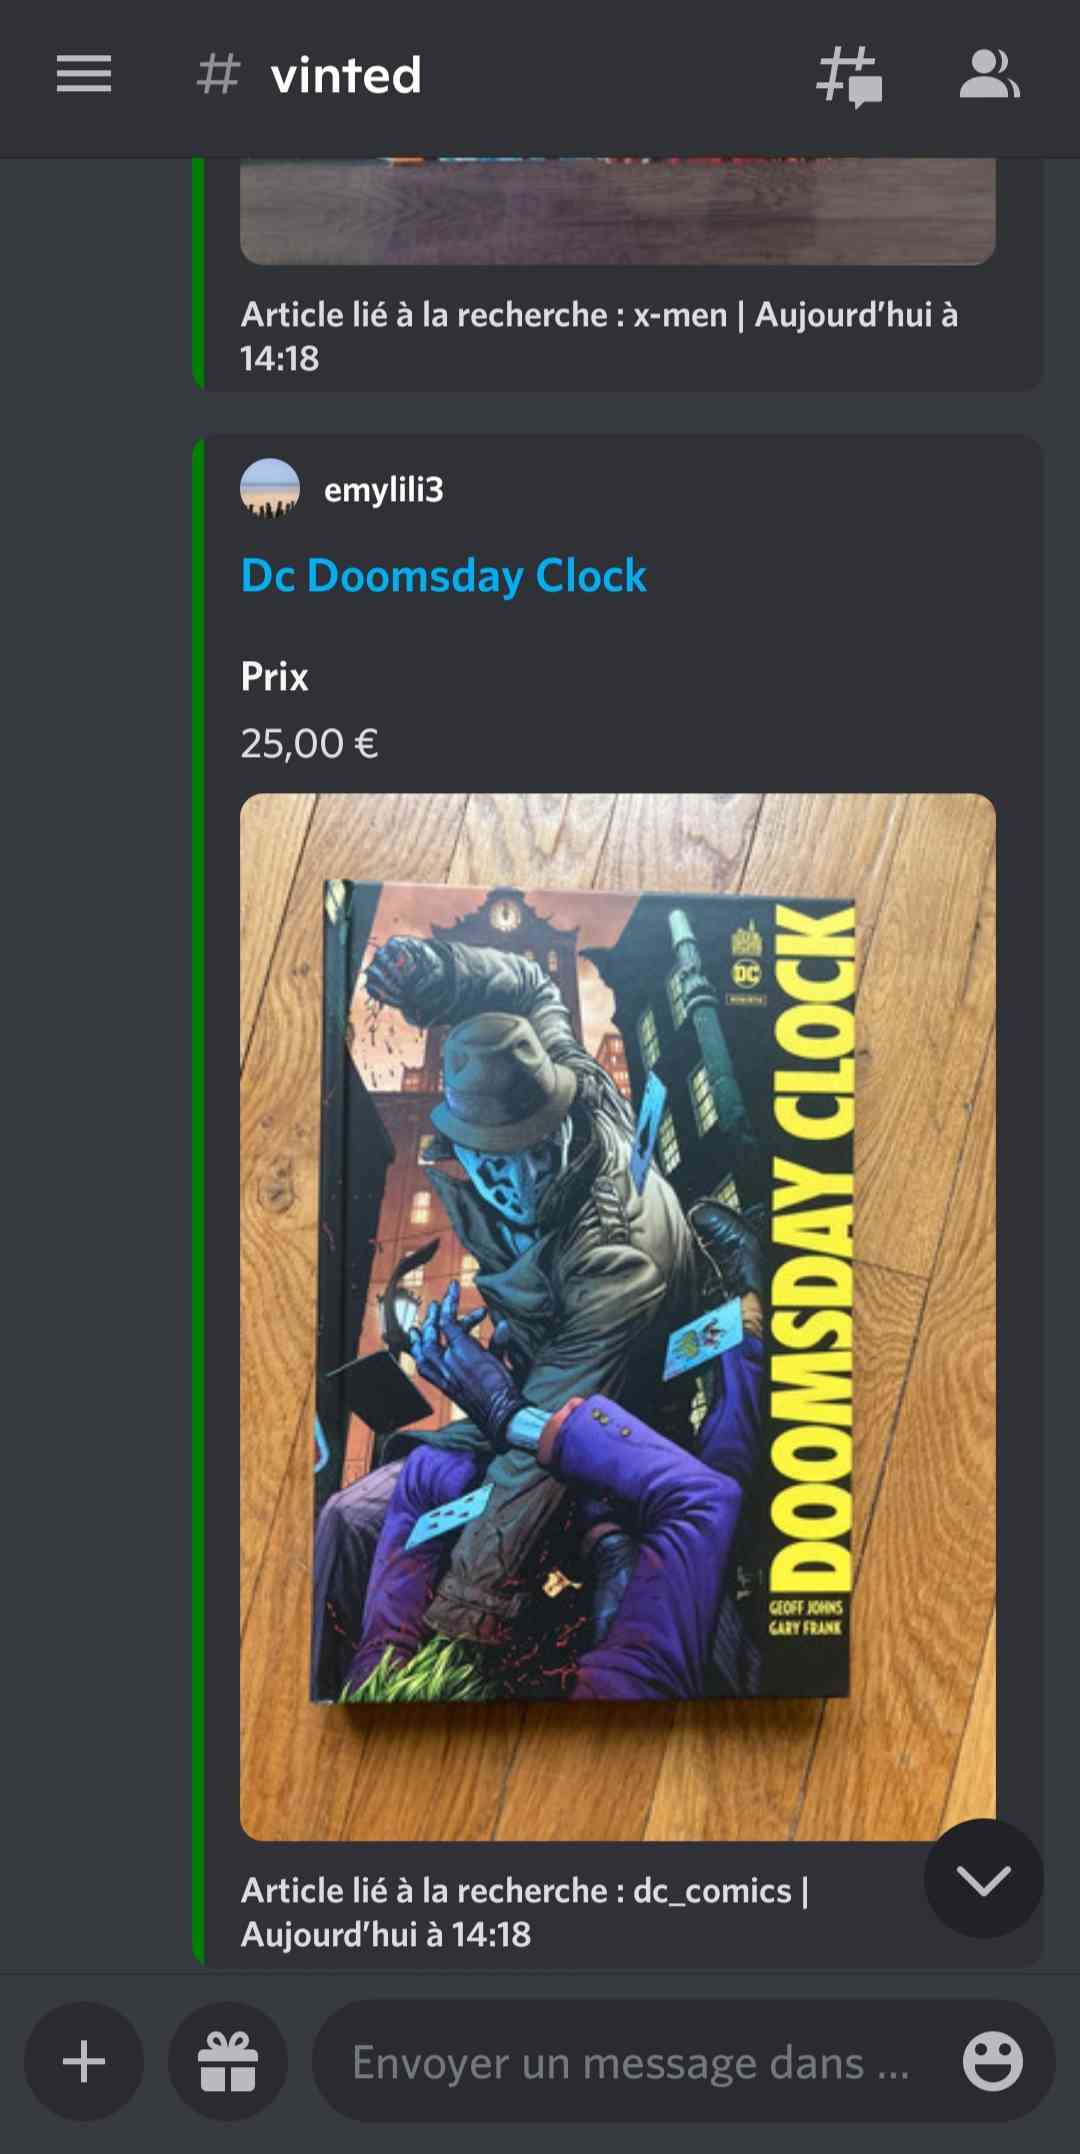 # vinted
Article lié à la recherche : x-men | Aujourd’hui à
14:18
emylili3
Dc Doomsday Clock
Prix
25,00 €
DC
DOOMSDAY CLOCK
GEOFF JOHNS
GARY FRANK
Article lié à la recherche : dc_comics |
Aujourd’hui à 14:18
Envoyer un message dans ...